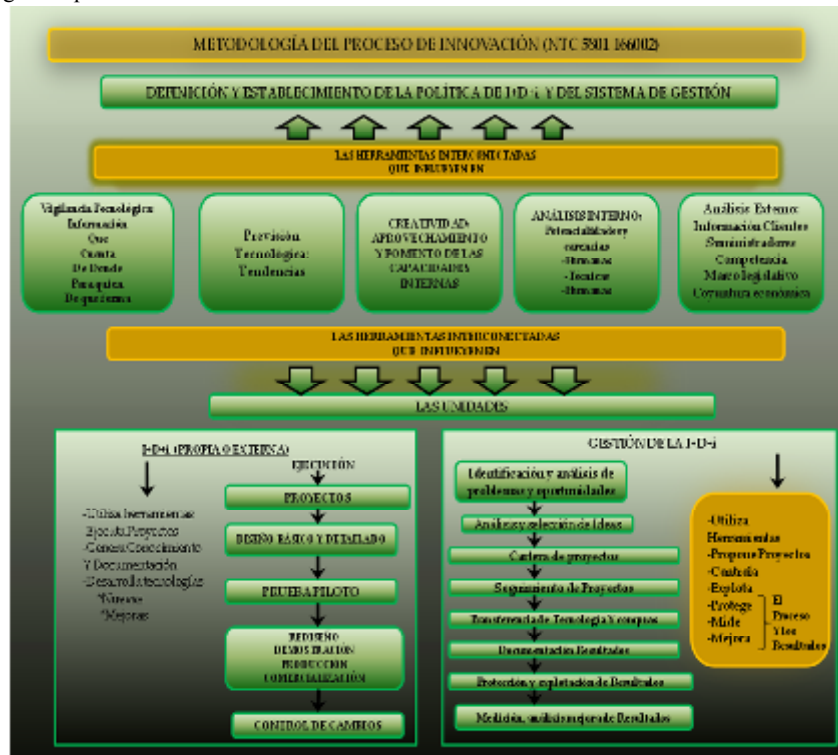 METODOLOGÍA DEL PROCESO DE INNOVACIÓN (NTC 5801 166002)
DEFINICIÓN Y ESTABLECIMIENTO DE LA POLÍTICA DE I+D+i, Y DEL SISTEMA DE GESTIÓN
LAS HERRAMIENTAS INTERCONECTADAS
QUE INFLUEYEN EN
Vigilancia Tecnológica:
Información
Que
Cuanta
De Donde
Para quien
De que forma
Previsión
Tecnologica:
Tendencias
CREATIVIDAD:
APROVECHAMIENTO
Y FOMENTO DE LAS
CAPACIDADES
INTERNAS
ANÁLISIS INTERNO:
Potencialidades y
carencias
-Humanas
-Tecnicas
-Humanas
Análisis Externo:
Información Clientes
Suministradores
Competencia
Marco legislativo
Coyuntura económica
LAS HERRAMIENTAS INTERCONECTADAS
QUE INFLUEYEN EN
LAS UNIDADES
I+D+i (PROPIA O EXTERNA)
-Utiliza herramientas
Ejecuta Proyectos
-Genera Conocimiento
Y Documentación
-Desarrolla tecnologías
*Nuevas
*Mejoras
EJECUCIÓN
PROYECTOS
DISEÑO BÁSICO Y DETALLADO
PRUEBA PILOTO
REDISEÑO
DEMOSTRACIÓN
PRODUCCIÓN
COMERCIALIZACIÓN
CONTROL DE CAMBIOS
GESTIÓN DE LA I+D+i
Identificación y análisis de
problemas y oportunidades
Análisis y selección de Ideas
Cartera de proyectos
Seguimiento de Proyectos
Transferencia de Tecnología Y compras
Documentación Resultados
Protección y explotación de Resultados
Medición, análisis mejora de Resultados
-Utiliza
Herramientas
-Propone Proyectos
-Controla
-Explota
-Protege
-Mide
-Mejora
El
Proceso
Y los
Resultados